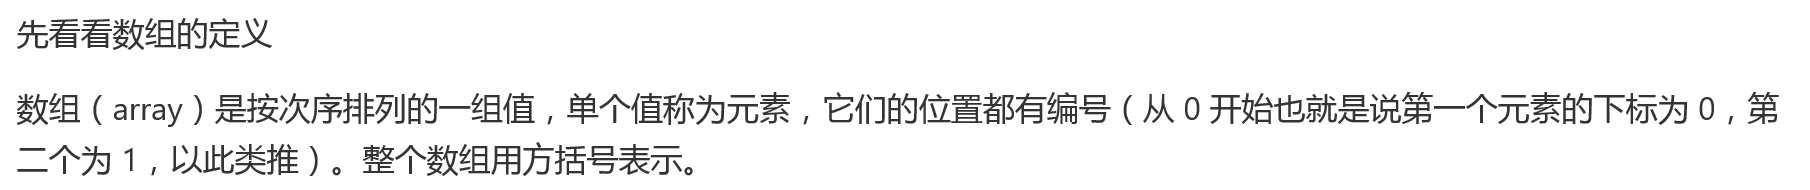 先看看数组的定义
数组（array）是按次序排列的一组值，单个值称为元素，它们的位置都有编号（从 0 开始也就是说第一个元素的下标为 0，第
二个为 1，以此类推）。整个数组用方括号表示。